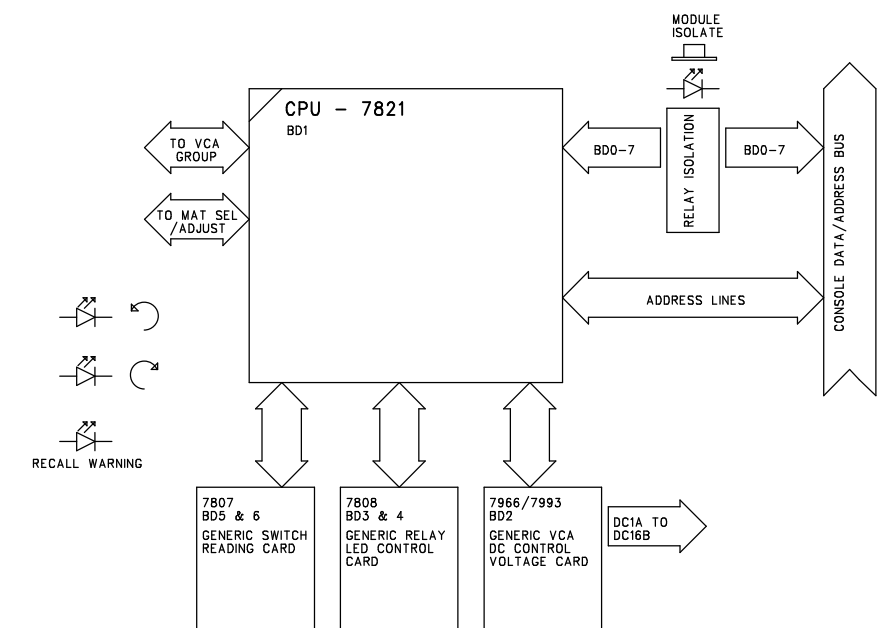 MODULE
ISOLATE
CPU - 7821
BD1
TO VCA
GROUP
BD0-7
RELAY ISOLATION
BD0-7
CONSOLE DATA/ADDRESS BUS
TO MAT SEL
/ADJUST
ADDRESS LINES
RECALL WARNING
7807
BD5 & 6
GENERIC SWITCH
READING CARD
7808
BD3 & 4
GENERIC RELAY
LED CONTROL
CARD
7966/7993
BD2
GENERIC VCA
DC CONTROL
VOLTAGE CARD
DC1A TO
DC16B